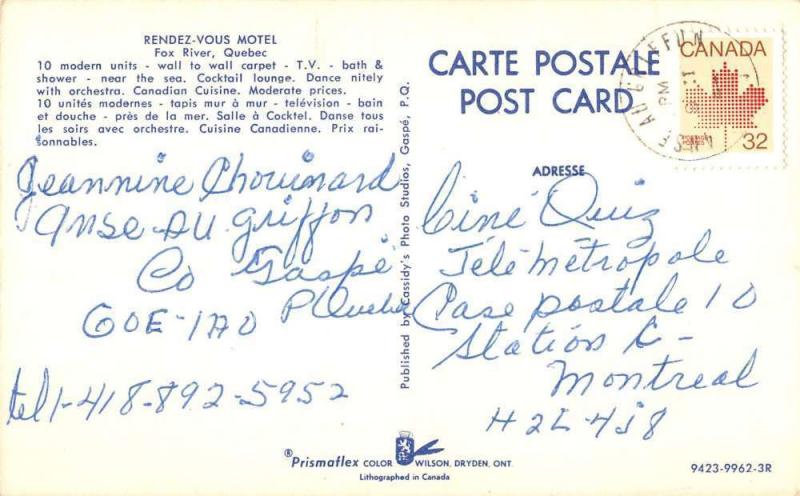 RENDEZ-VOUS MOTEL
Fox River, Quebec
10 modern units - wall to wall carpet - T.V. - bath &
shower - near the sea. Cocktail lounge. Dance nitely
with orchestra. Canadian Cuisine. Moderate prices.
10 unités modernes - tapis mur à mur - télévision - bain
et douche - près de la mer. Salle à Cocktel. Danse tous
les soirs avec orchestre. Cuisine Canadienne. Prix rai-
sonnables.
Jeannine Chouinard
Anse-Au Griffon
Co Gaspé
P Quebec
G0E-1A0
tel 1-418-892-5952
Published by Cassidy's Photo Studios, Gaspé, P.Q.
CARTE POSTALE
POST CARD
CANADA
32
PM
ADRESSE
Ciné Quiz
Télé Métropole
Case postale 10
Station C-
Montreal
H2L-4J8
®Prismaflex COLOR WILSON, DRYDEN, ONT.
Lithographed in Canada
9423-9962-3R